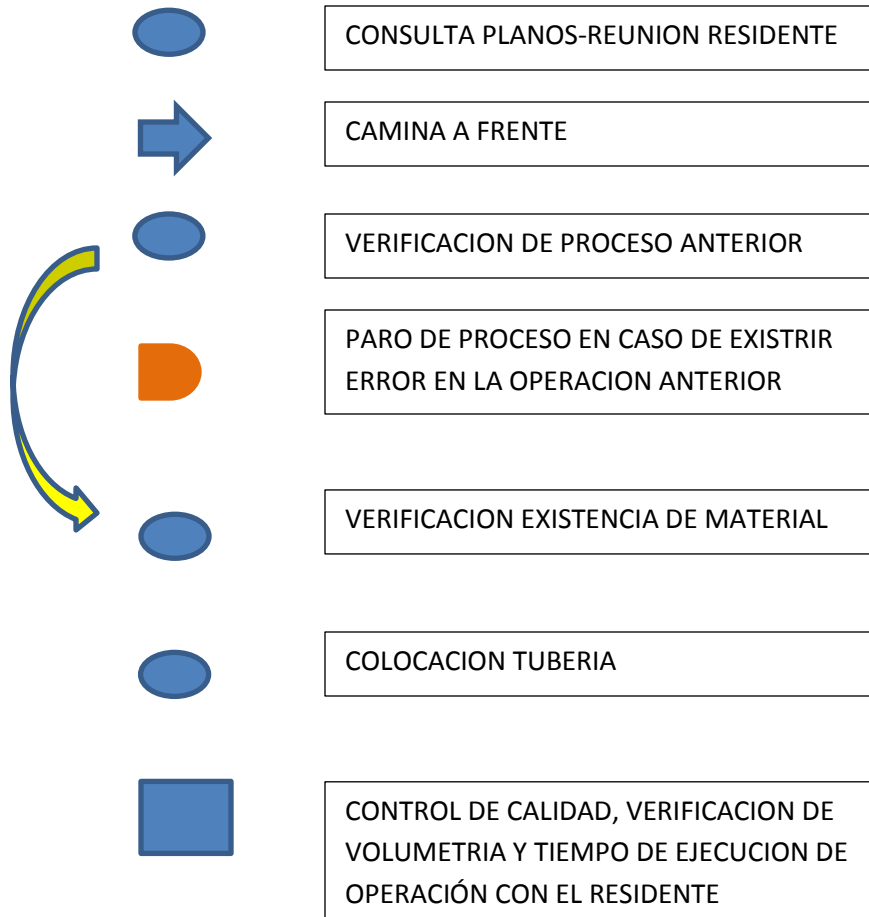 CONSULTA PLANOS-REUNION RESIDENTE
CAMINA A FRENTE
VERIFICACION DE PROCESO ANTERIOR
PARO DE PROCESO EN CASO DE EXISTRIR
ERROR EN LA OPERACION ANTERIOR
VERIFICACION EXISTENCIA DE MATERIAL
COLOCACION TUBERIA
CONTROL DE CALIDAD, VERIFICACION DE
VOLUMETRIA Y TIEMPO DE EJECUCION DE
OPERACIÓN CON EL RESIDENTE